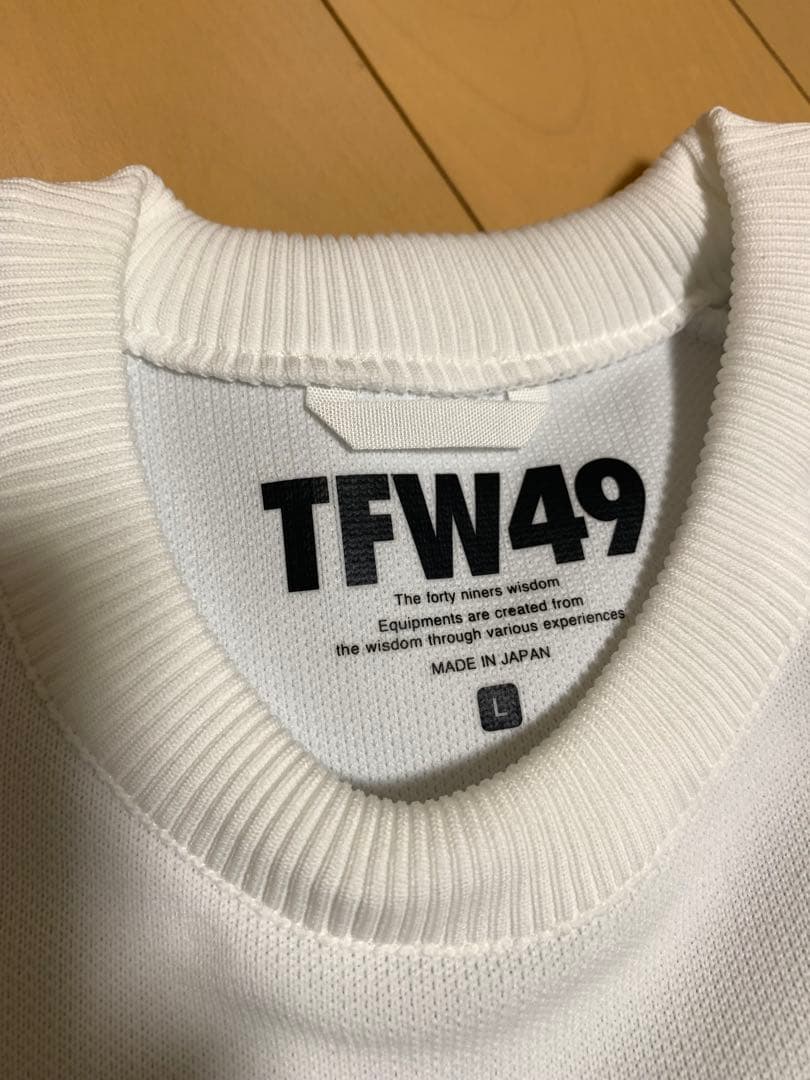 TFW49
The forty niners wisdom
Equipments are created from
the wisdom through various experiences
MADE IN JAPAN
L